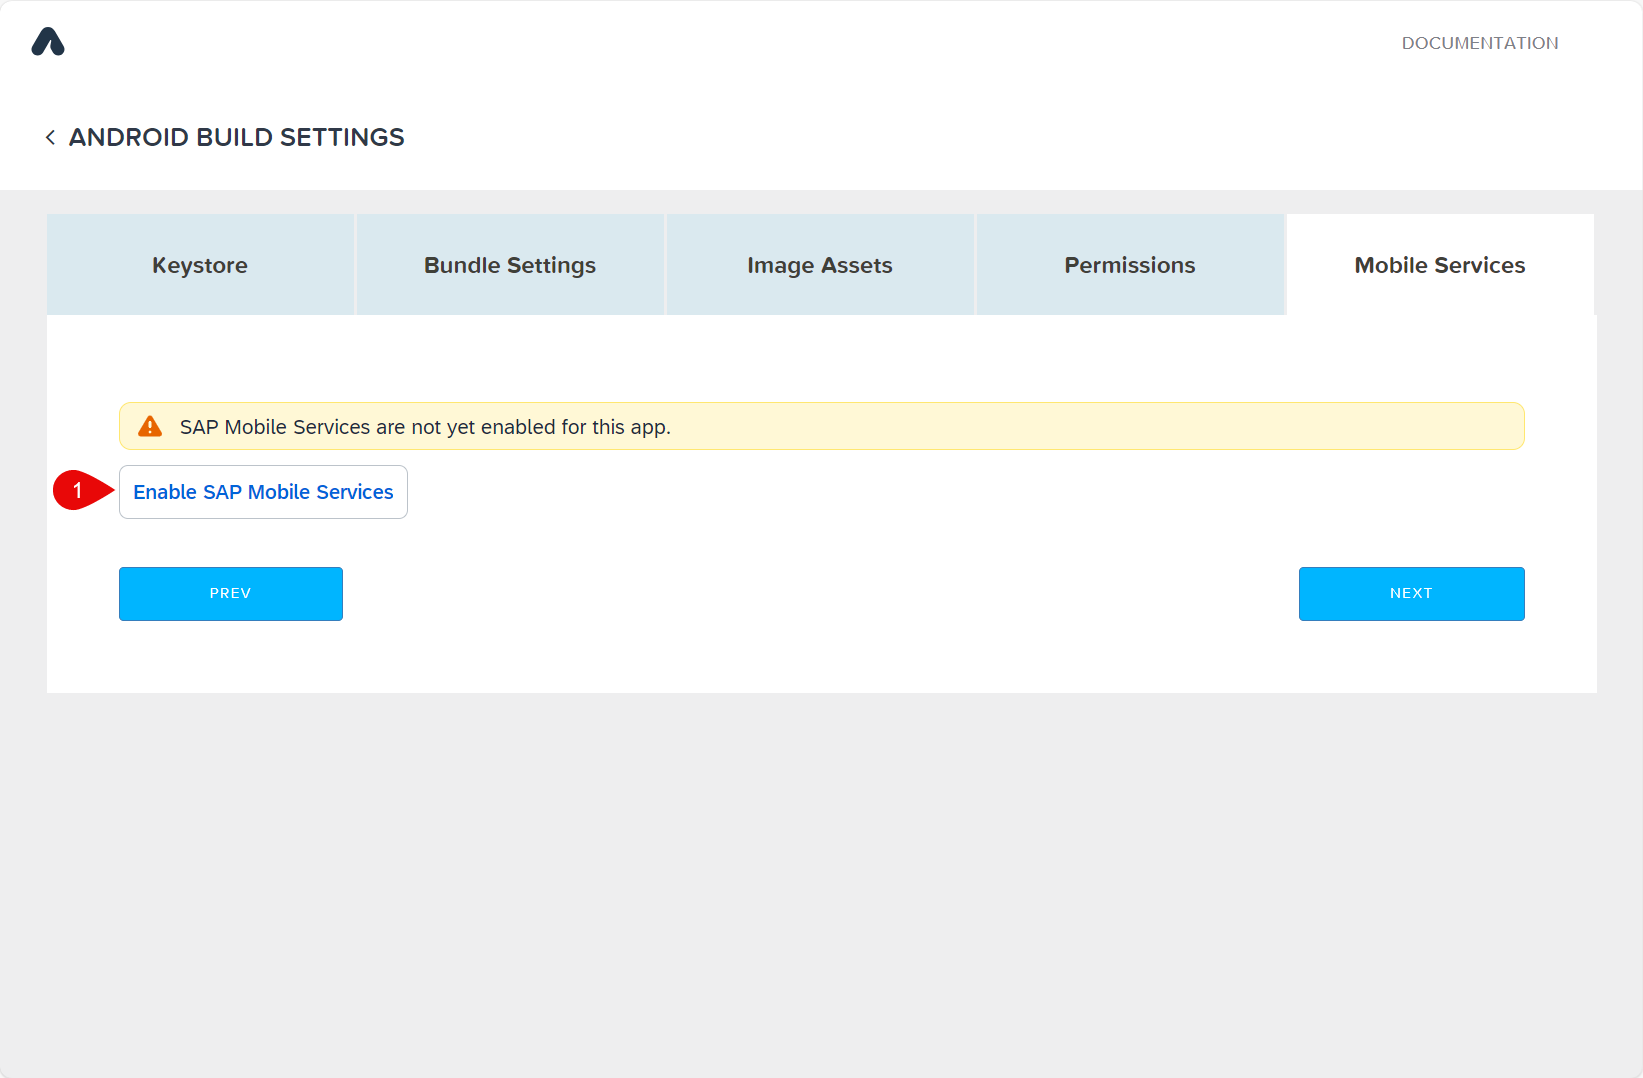 DOCUMENTATION
ANDROID BUILD SETTINGS
Keystore
Bundle Settings
Image Assets
Permissions
Mobile Services
SAP Mobile Services are not yet enabled for this app.
1
Enable SAP Mobile Services
PREV
NEXT